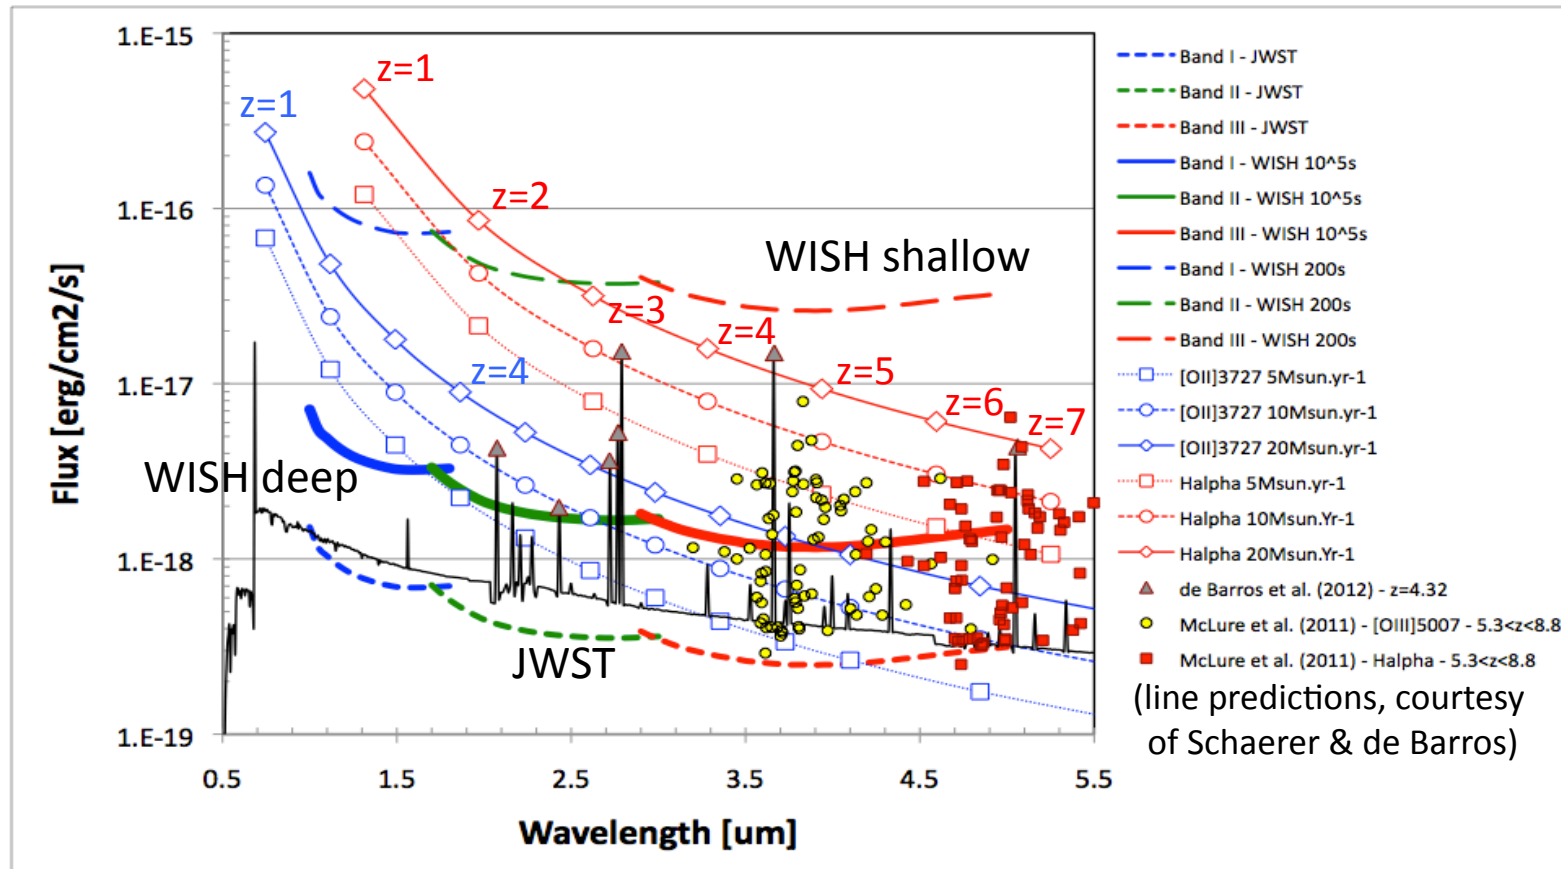 1.E-15
1.E-16
1.E-17
1.E-18
1.E-19
Flux [erg/cm2/s]
0.5
1.5
2.5
3.5
4.5
5.5
Wavelength [um]
z=1
z=4
z=1
z=2
z=3
z=4
z=5
z=6
z=7
WISH shallow
WISH deep
JWST
Band I - JWST
Band II - JWST
Band III - JWST
Band I - WISH 10^5s
Band II - WISH 10^5s
Band III - WISH 10^5s
Band I - WISH 200s
Band II - WISH 200s
Band III - WISH 200s
[OII]3727 5Msun.yr-1
[OII]3727 10Msun.yr-1
[OII]3727 20Msun.yr-1
Halpha 5Msun.yr-1
Halpha 10Msun.Yr-1
Halpha 20Msun.Yr-1
de Barros et al. (2012) - z=4.32
McLure et al. (2011) - [OIII]5007 - 5.3<z<8.8
McLure et al. (2011) - Halpha - 5.3<z<8.8
(line predictions, courtesy
of Schaerer & de Barros)